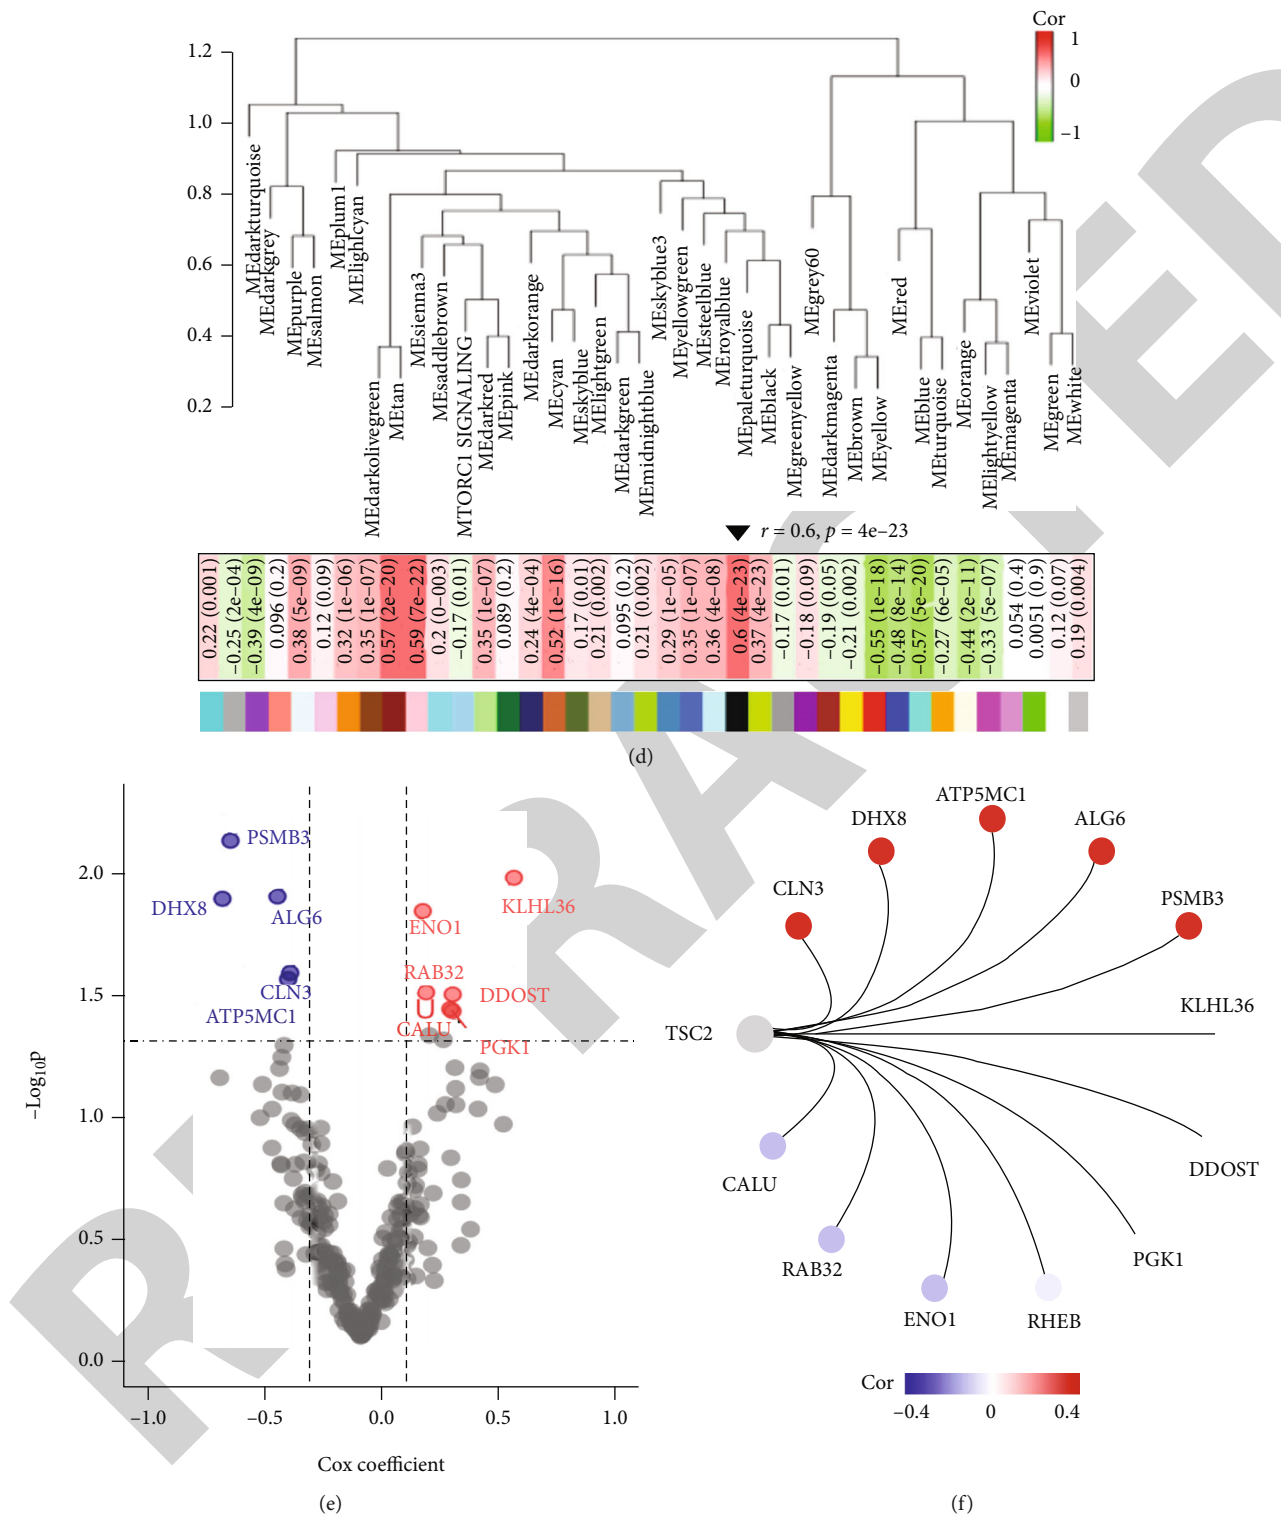 Cor
1
0
−1
1.2
1.0
0.8
0.6
0.4
0.2
MEdarkturquoise
MEdarkgrey
MEpurple
MEsalmon
MEplum1
MElighlcyan
MEdarkolivegreen
MEtan
MEsienna3
MEsaddlebrown
MTORC1 SIGNALING
MEdarkred
MEpink
MEdarkorange
MEcyan
MEskyblue
MElightgreen
MEdarkgreen
MEmidnightblue
MEskyblue3
MEyellowgreen
MEsteelblue
MEroyalblue
MEpaleturquoise
MEblack
MEgreenyellow
MEgrey60
MEdarkmagenta
MEbrown
MEyellow
MEred
MEblue
MEturquoise
MEorange
MElightyellow
MEmagenta
MEviolet
MEgreen
MEwhite
r = 0.6, p = 4e–23
0.22 (0.001)
−0.25 (2e−04)
−0.39 (4e−09)
0.096 (0.2)
0.38 (5e−09)
0.12 (0.09)
0.32 (1e−06)
0.35 (1e−07)
0.57 (2e−20)
0.59 (7e−22)
0.2 (0−003)
−0.17 (0.01)
0.35 (1e−07)
0.089 (0.2)
0.24 (4e−04)
0.52 (1e−16)
0.17 (0.01)
0.21 (0.002)
0.095 (0.2)
0.21 (0.002)
0.29 (1e−05)
0.35 (1e−07)
0.36 (4e−08)
0.6 (4e−23)
0.37 (4e−23)
−0.17 (0.01)
−0.18 (0.09)
−0.19 (0.05)
−0.21 (0.002)
−0.55 (1e−18)
−0.48 (8e−14)
−0.57 (5e−20)
−0.27 (6e−05)
−0.44 (2e−11)
−0.33 (5e−07)
0.054 (0.4)
0.0051 (0.9)
0.12 (0.07)
0.19 (0.004)
(d)
PSMB3
DHX8
ALG6
CLN3
ATP5MC1
KLHL36
ENO1
RAB32
DDOST
CALU
PGK1
2.0
1.5
1.0
0.5
0.0
−Log10p
−1.0
−0.5
0.0
0.5
1.0
Cox coefficient
(e)
ATP5MC1
DHX8
ALG6
CLN3
PSMB3
KLHL36
TSC2
DDOST
CALU
PGK1
RAB32
ENO1
RHEB
Cor
−0.4
0
0.4
(f)
RETRACTED